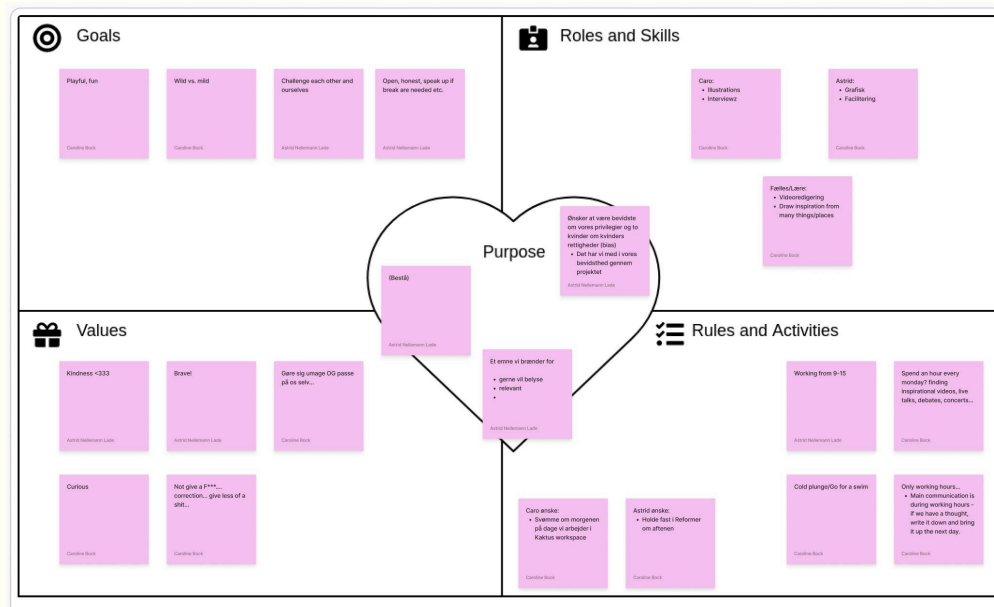 Goals
Playful, fun
Caroline Bock
Wild vs. mild
Caroline Bock
Challenge each other and
ourselves
Astrid Nellemann Lade
Open, honest, speak up if
break are needed etc.
Astrid Nellemann Lade
Roles and Skills
Caro:
• Illustrations
• Interviewz
Caroline Bock
Astrid:
• Grafisk
• Facilitering
Caroline Bock
Fælles/Lære:
• Videoredigering
• Draw inspiration from
many things/places
Caroline Bock
Purpose
Ønsker at være bevidste
om vores privilegier og to
kvinder om kvinders
rettigheder (bias)
• Det har vi med i vores
bevidsthed gennem
projektet
Astrid Nellemann Lade
(Bestå)
Astrid Nellemann Lade
Et emne vi brænder for
• gerne vil belyse
• relevant
•
Astrid Nellemann Lade
Values
Kindness <333
Astrid Nellemann Lade
Brave!
Astrid Nellemann Lade
Gøre sig umage OG passe
på os selv...
Caroline Bock
Curious
Caroline Bock
Not give a F***....
correction... give less of a
shit...
Caroline Bock
Rules and Activities
Working from 9-15
Astrid Nellemann Lade
Spend an hour every
monday? finding
inspirational videos, live
talks, debates, concerts...
Caroline Bock
Cold plunge/Go for a swim
Caroline Bock
Only working hours...
• Main communication is
during working hours -
if we have a thought,
write it down and bring
it up the next day.
Caroline Bock
Caro ønske:
• Svømme om morgenen
på dage vi arbejder i
Kaktus workspace
Caroline Bock
Astrid ønske:
• Holde fast i Reformer
om aftenen
Caroline Bock